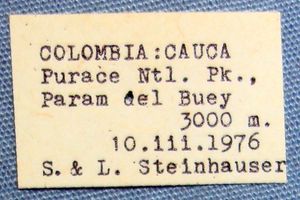 COLOMBIA:CAUCA
Purace Ntl. Pk.,
Param del Buey
3000 m.
10.iii.1976
S. & L. Steinhauser